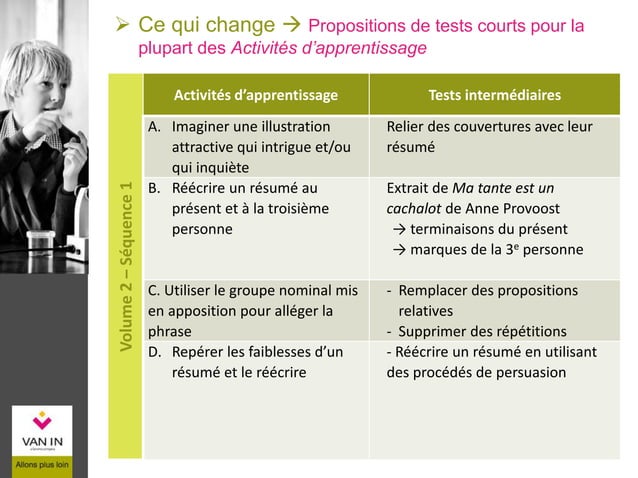 ➢ Ce qui change → Propositions de tests courts pour la
plupart des Activités d’apprentissage
Volume 2 – Séquence 1
Activités d’apprentissage
Tests intermédiaires
A. Imaginer une illustration
attractive qui intrigue et/ou
qui inquiète
Relier des couvertures avec leur
résumé
B. Réécrire un résumé au
présent et à la troisième
personne
Extrait de Ma tante est un
cachalot de Anne Provoost
→ terminaisons du présent
→ marques de la 3e personne
C. Utiliser le groupe nominal mis
en apposition pour alléger la
phrase
- Remplacer des propositions
relatives
- Supprimer des répétitions
D. Repérer les faiblesses d’un
résumé et le réécrire
- Réécrire un résumé en utilisant
des procédés de persuasion
VAN IN
Allons plus loin